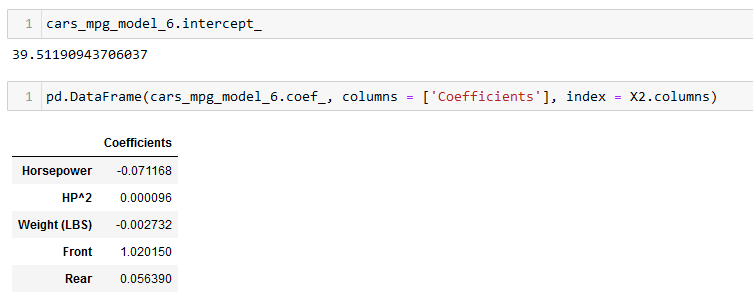 1 cars_mpg_model_6.intercept_
39.51190943706037
1 pd.DataFrame(cars_mpg_model_6.coef_, columns = ['Coefficients'], index = X2.columns)
Coefficients
Horsepower -0.071168
HP^2 0.000096
Weight (LBS) -0.002732
Front 1.020150
Rear 0.056390